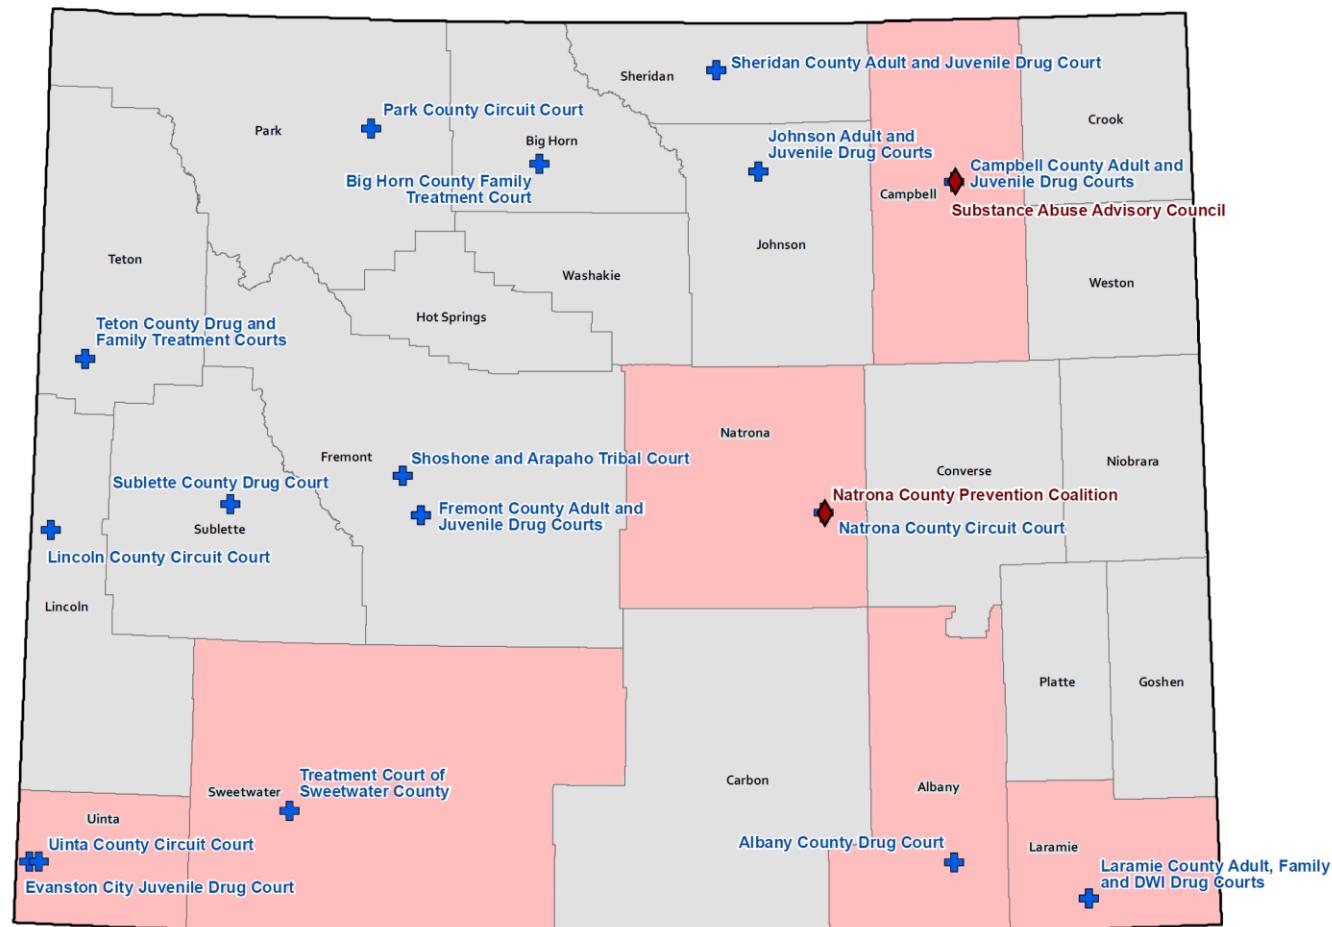 Sheridan
Sheridan County Adult and Juvenile Drug Court
Park County Circuit Court
Park
Big Horn
Johnson Adult and
Juvenile Drug Courts
Crook
Big Horn County Family
Treatment Court
Campbell County Adult and
Juvenile Drug Courts
Campbell
Substance Abuse Advisory Council
Johnson
Teton
Washakie
Weston
Hot Springs
Teton County Drug and
Family Treatment Courts
Natrona
Fremont
Shoshone and Arapaho Tribal Court
Converse
Niobrara
Sublette County Drug Court
Natrona County Prevention Coalition
Fremont County Adult and
Juvenile Drug Courts
Sublette
Natrona County Circuit Court
Lincoln County Circuit Court
Lincoln
Platte
Goshen
Treatment Court of
Sweetwater County
Sweetwater
Carbon
Albany
Uinta
Uinta County Circuit Court
Albany County Drug Court
Laramie
Laramie County Adult, Family
and DWI Drug Courts
Evanston City Juvenile Drug Court